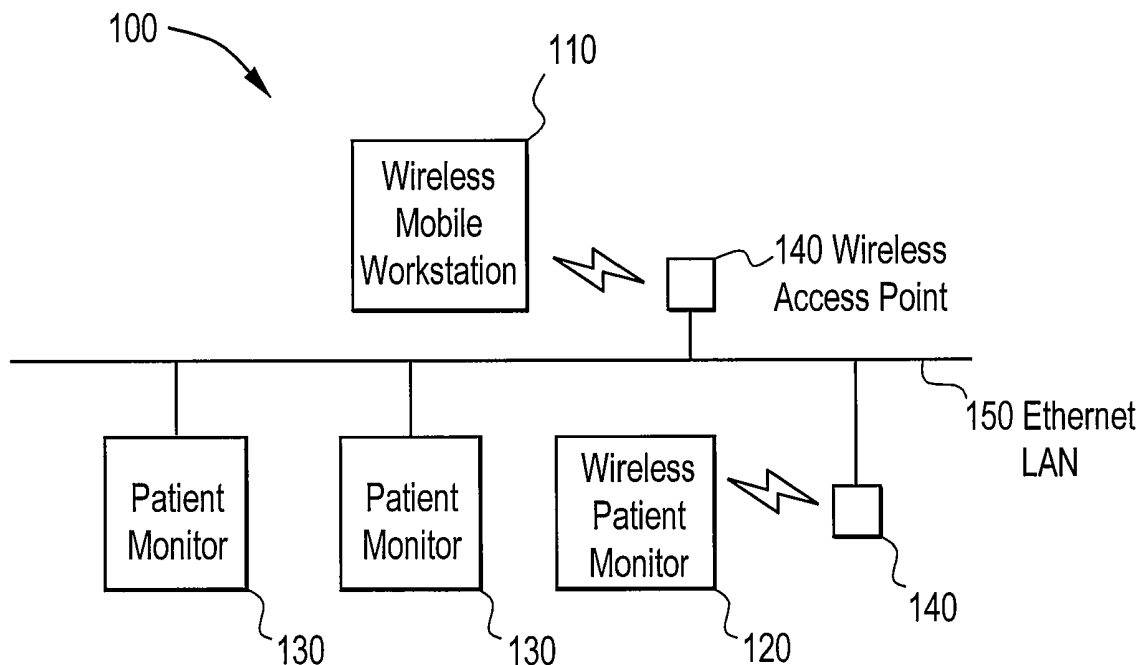 100
110
Wireless
Mobile
Workstation
140 Wireless
Access Point
150 Ethernet
LAN
Patient
Monitor
Patient
Monitor
Wireless
Patient
Monitor
130
130
120
140